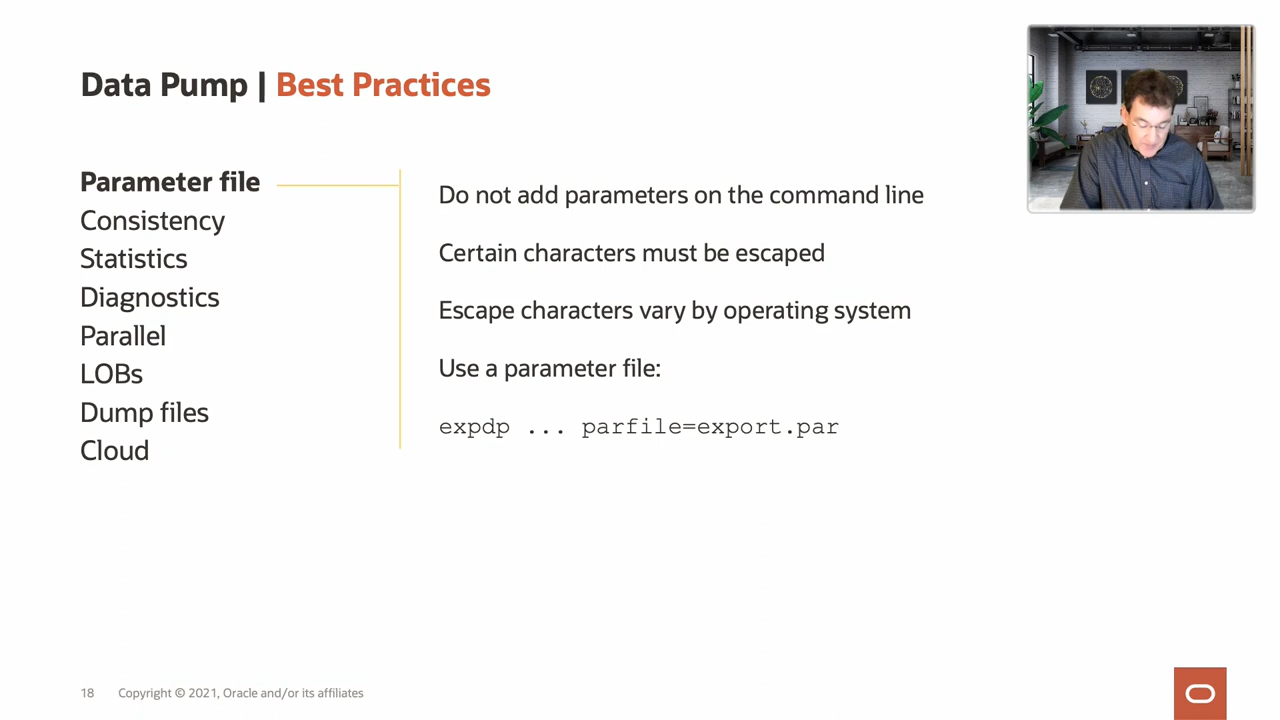 Data Pump | Best Practices
Parameter file
Consistency
Statistics
Diagnostics
Parallel
LOBs
Dump files
Cloud
Do not add parameters on the command line
Certain characters must be escaped
Escape characters vary by operating system
Use a parameter file:
expdp ... parfile=export.par
18 Copyright © 2021, Oracle and/or its affiliates